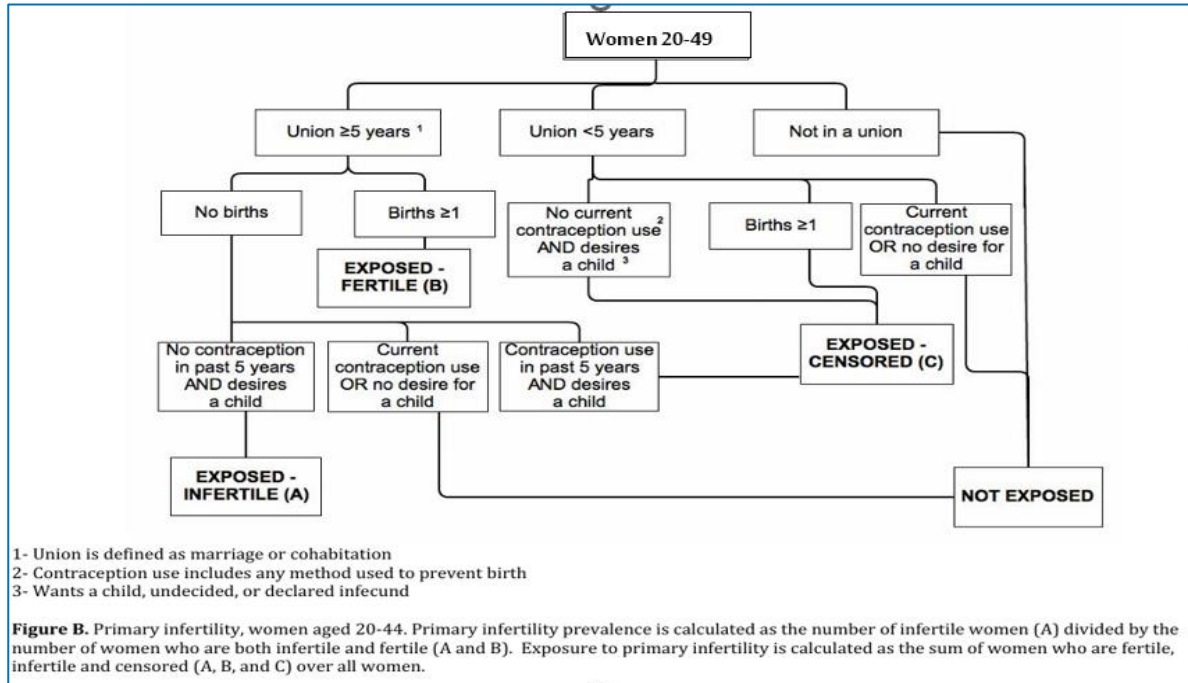 Women 20-49
Union ≥5 years 1
Union <5 years
Not in a union
No births
Births ≥1
No current
contraception use 2
AND desires
a child 3
Births ≥1
Current
contraception use
OR no desire for
a child
EXPOSED -
FERTILE (B)
No contraception
in past 5 years
AND desires
a child
Current
contraception use
OR no desire for
a child
Contraception use
in past 5 years
AND desires
a child
EXPOSED -
CENSORED (C)
EXPOSED -
INFERTILE (A)
NOT EXPOSED
1- Union is defined as marriage or cohabitation
2- Contraception use includes any method used to prevent birth
3- Wants a child, undecided, or declared infecund
Figure B. Primary infertility, women aged 20-44. Primary infertility prevalence is calculated as the number of infertile women (A) divided by the
number of women who are both infertile and fertile (A and B). Exposure to primary infertility is calculated as the sum of women who are fertile,
infertile and censored (A, B, and C) over all women.